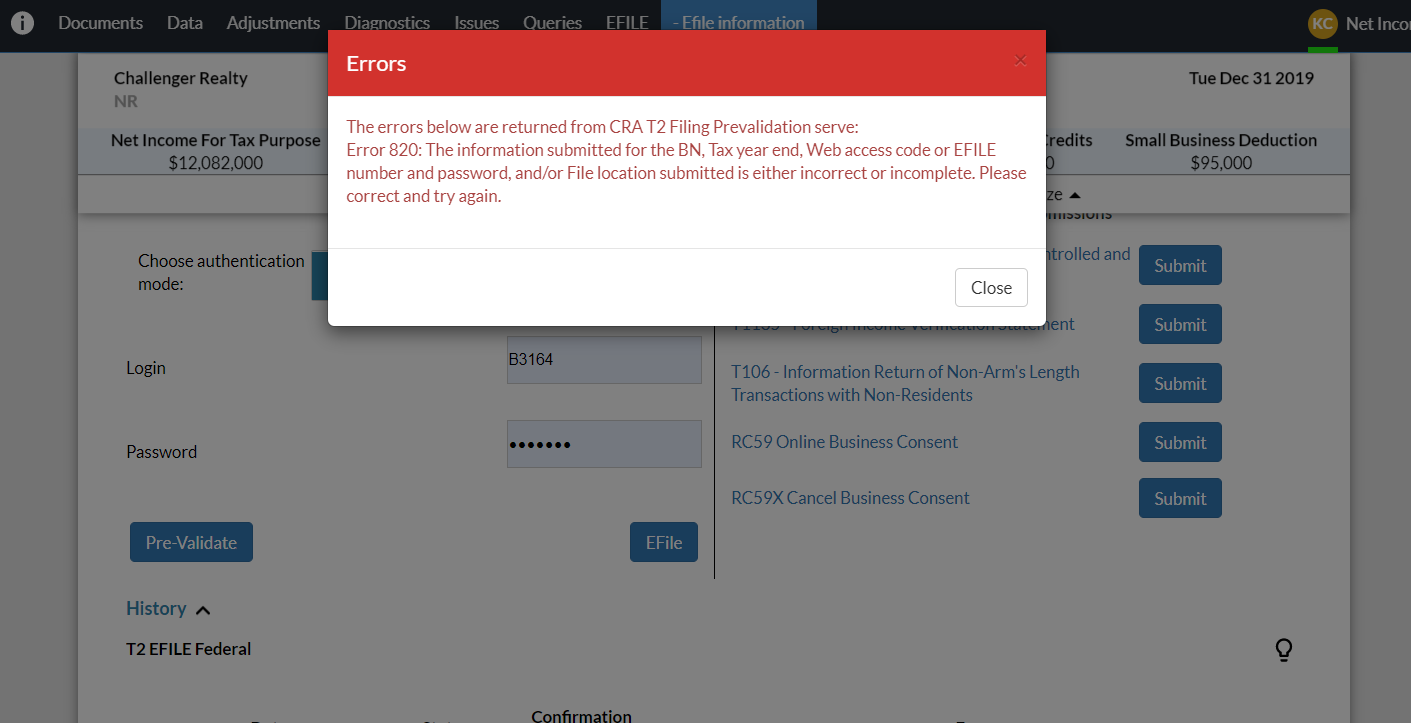 Documents Data Adjustments Diagnostics Issues Queries EFILE - Efile information KC Net Incor
Errors ×
Challenger Realty Tue Dec 31 2019
NR
The errors below are returned from CRA T2 Filing Prevalidation serve:
Error 820: The information submitted for the BN, Tax year end, Web access code or EFILE
number and password, and/or File location submitted is either incorrect or incomplete. Please
correct and try again.
Net Income For Tax Purpose redits Small Business Deduction
$12,082,000 0 $95,000
ze
missions
Choose authentication
mode:
ntrolled and Submit
Close
T1135 - Foreign Income Verification Statement Submit
Login B3164
T106 - Information Return of Non-Arm's Length
Transactions with Non-Residents Submit
Password
RC59 Online Business Consent Submit
RC59X Cancel Business Consent Submit
Pre-Validate EFile
History
T2 EFILE Federal
Confirmation